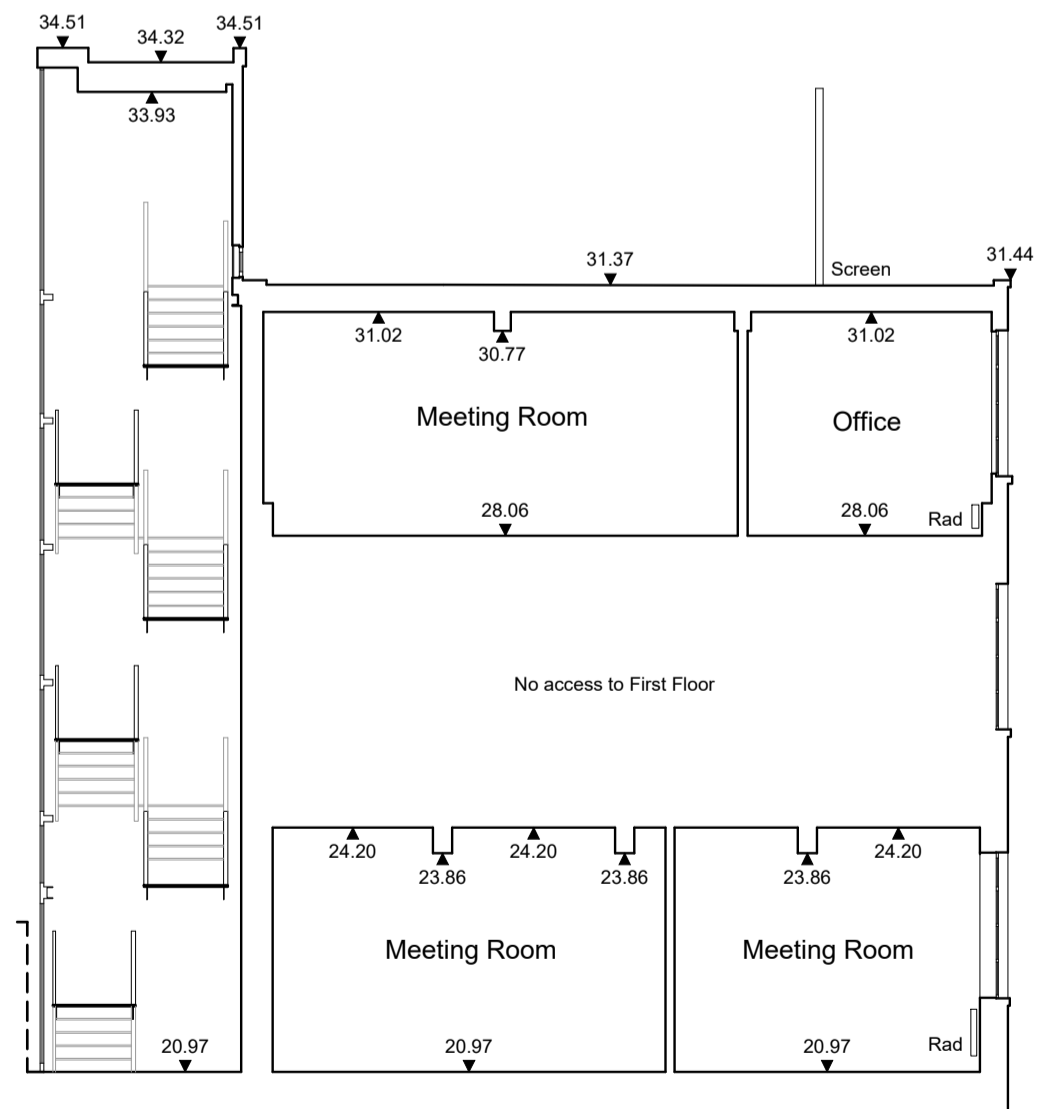 34.51
34.32
34.51
33.93
31.37
Screen
31.44
31.02
30.77
31.02
Meeting Room
Office
28.06
28.06
Rad
No access to First Floor
24.20
23.86
24.20
23.86
23.86
24.20
Meeting Room
Meeting Room
20.97
20.97
20.97
Rad